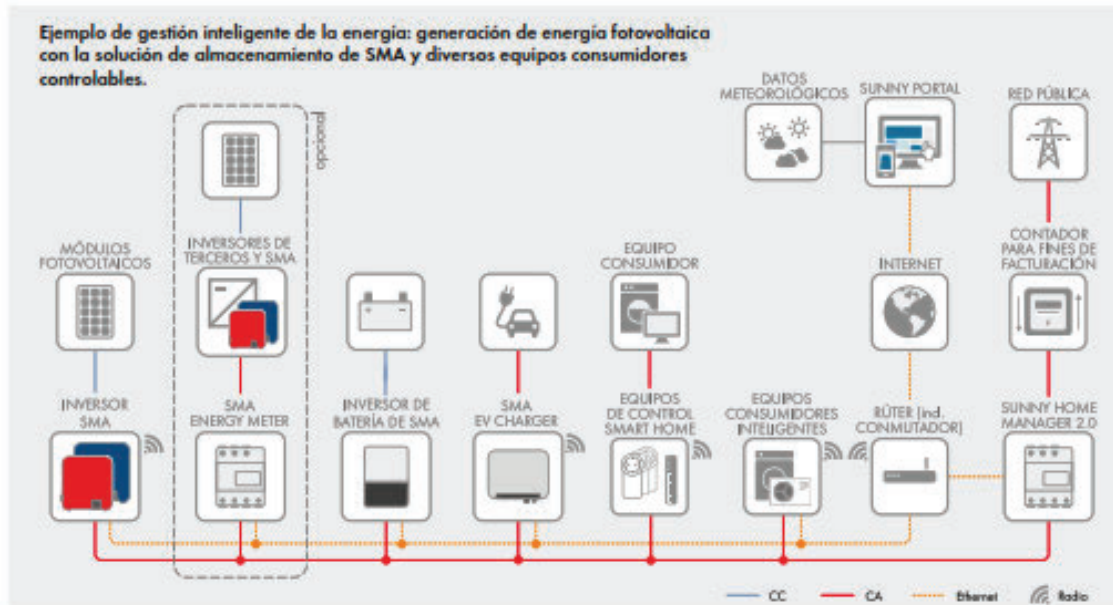 Ejemplo de gestión inteligente de la energía: generación de energía fotovoltaica
con la solución de almacenamiento de SMA y diversos equipos consumidores
controlables.
DATOS
METEOROLÓGICOS
SUNNY PORTAL
RED PÚBLICA
opcional
MÓDULOS
FOTOVOLTAICOS
INVERSORES DE
TERCEROS Y SMA
EQUIPO
CONSUMIDOR
INTERNET
CONTADOR
PARA FINES DE
FACTURACIÓN
INVERSOR
SMA
SMA
ENERGY METER
INVERSOR DE
BATERÍA DE SMA
SMA
EV CHARGER
EQUIPOS
DE CONTROL
SMART HOME
EQUIPOS
CONSUMIDORES
INTELIGENTES
RÚTER (ind.
CONMUTADOR)
SUNNY HOME
MANAGER 2.0
CC
CA
Ethernet
Radio